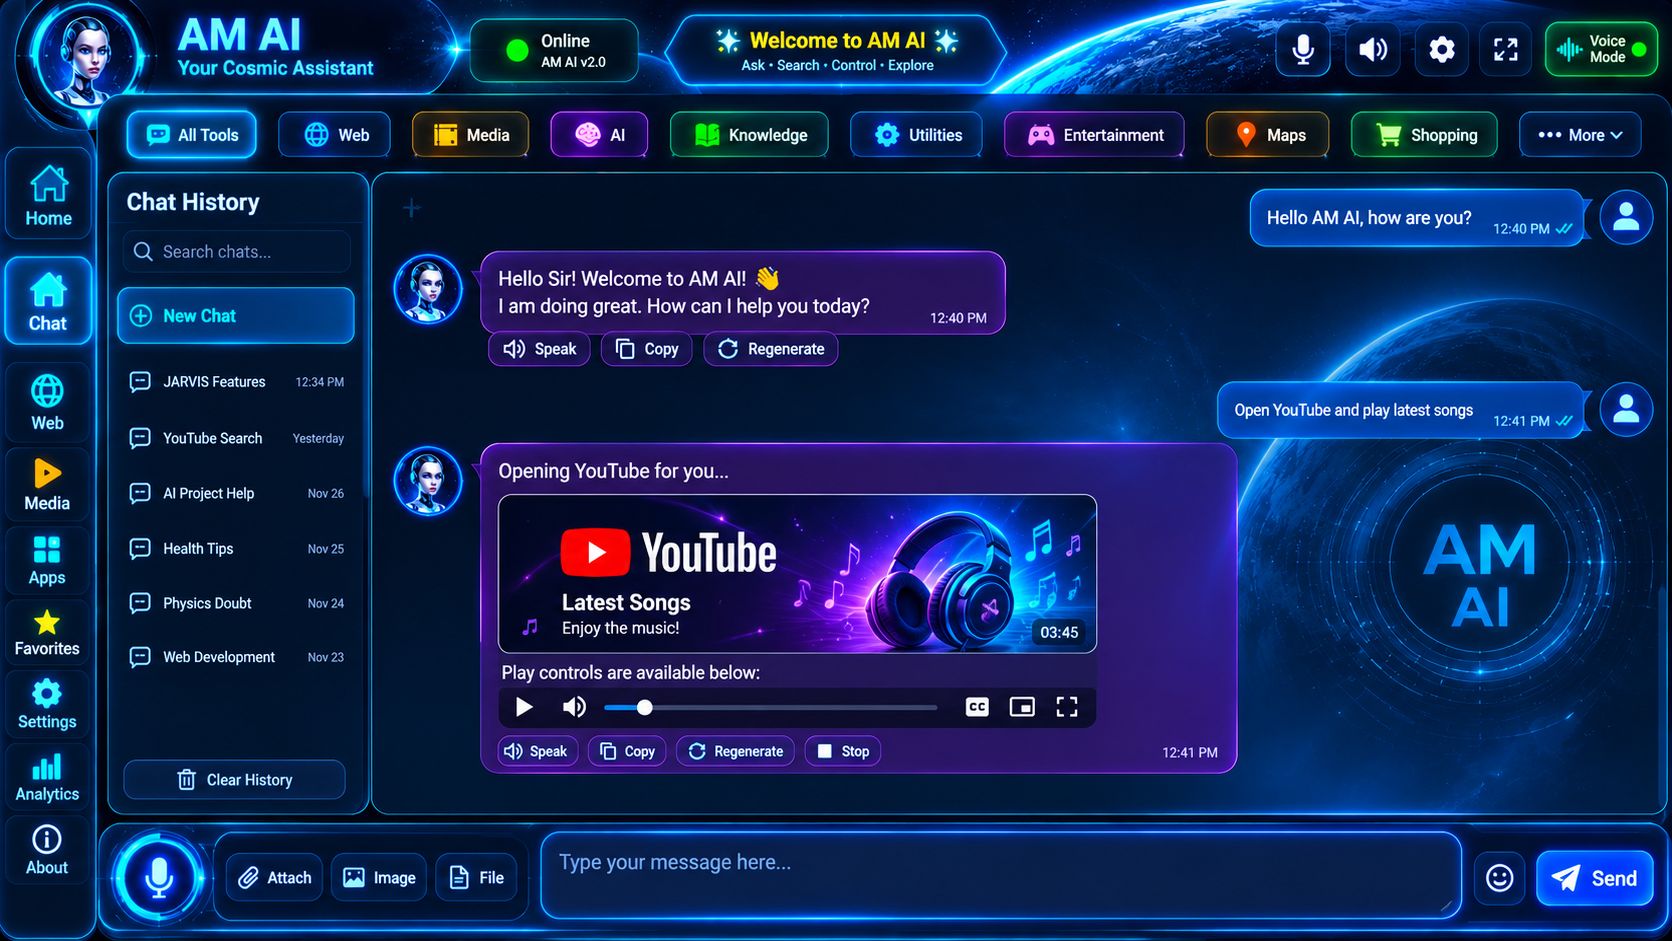 AM AI
Your Cosmic Assistant
Online
AM AI v2.0
Welcome to AM AI
Ask • Search • Control • Explore
Voice
Mode
All Tools
Web
Media
AI
Knowledge
Utilities
Entertainment
Maps
Shopping
More
Home
Chat
Web
Media
Apps
Favorites
Settings
Analytics
About
Chat History
Search chats...
New Chat
JARVIS Features 12:34 PM
YouTube Search Yesterday
AI Project Help Nov 26
Health Tips Nov 25
Physics Doubt Nov 24
Web Development Nov 23
Clear History
Hello AM AI, how are you?
12:40 PM
Hello Sir! Welcome to AM AI! 👋
I am doing great. How can I help you today?
12:40 PM
Speak
Copy
Regenerate
Open YouTube and play latest songs
12:41 PM
Opening YouTube for you...
YouTube
Latest Songs
Enjoy the music!
03:45
Play controls are available below:
CC
Speak
Copy
Regenerate
Stop
12:41 PM
AM
AI
Attach
Image
File
Type your message here...
Send